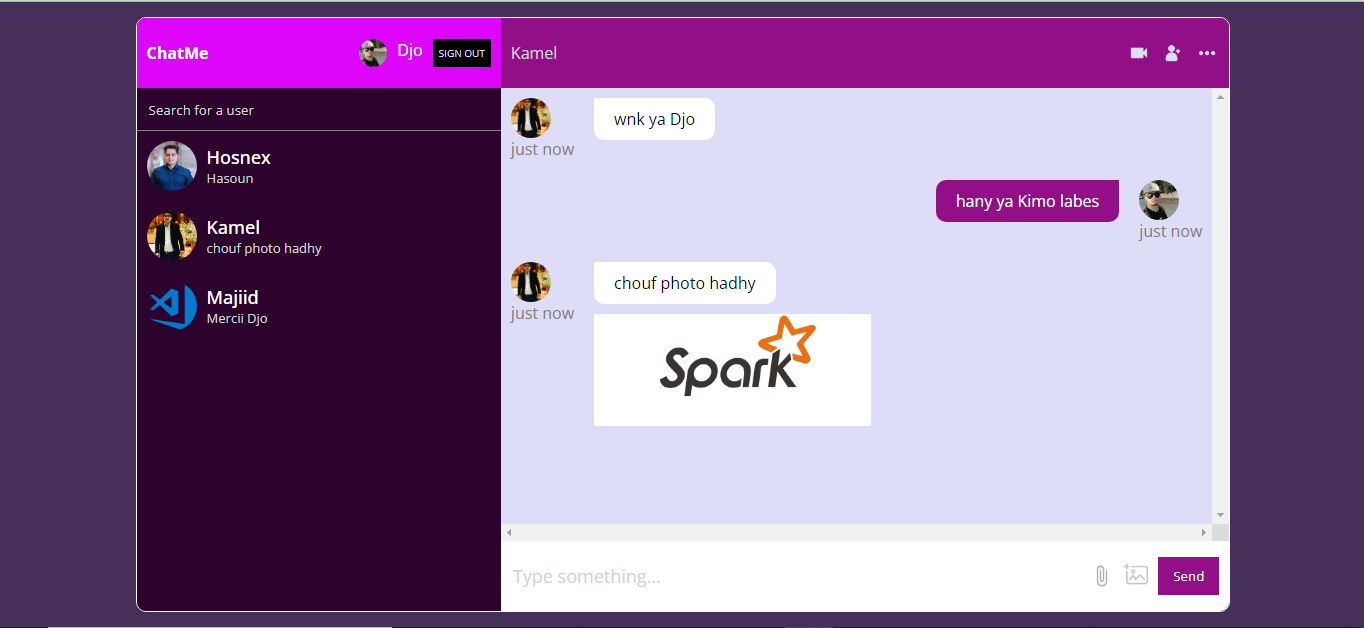 ChatMe
Djo
SIGN OUT
Search for a user
Hosnex
Hasoun
Kamel
chouf photo hadhy
Majiid
Mercii Djo
Kamel
wnk ya Djo
just now
hany ya Kimo labes
just now
chouf photo hadhy
just now
Spark
Type something...
Send